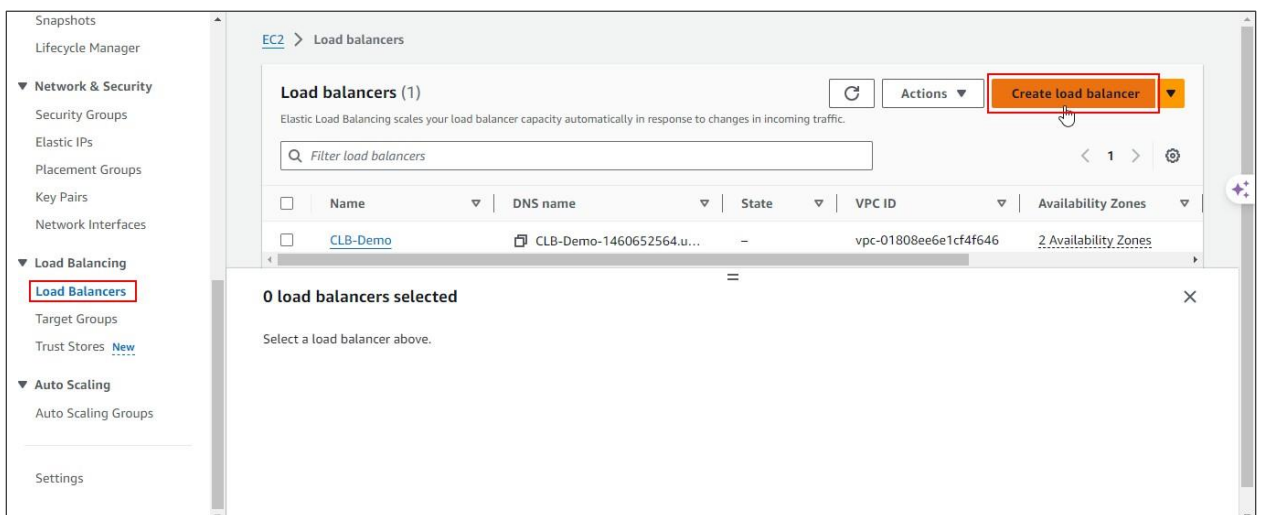 Snapshots
Lifecycle Manager
Network & Security
Security Groups
Elastic IPs
Placement Groups
Key Pairs
Network Interfaces
Load Balancing
Load Balancers
Target Groups
Trust Stores New
Auto Scaling
Auto Scaling Groups
Settings
EC2 > Load balancers
Load balancers (1)
Actions
Create load balancer
Elastic Load Balancing scales your load balancer capacity automatically in response to changes in incoming traffic.
Filter load balancers
1
Name DNS name State VPC ID Availability Zones
CLB-Demo CLB-Demo-1460652564.u... – vpc-01808ee6e1cf4f646 2 Availability Zones
0 load balancers selected
Select a load balancer above.